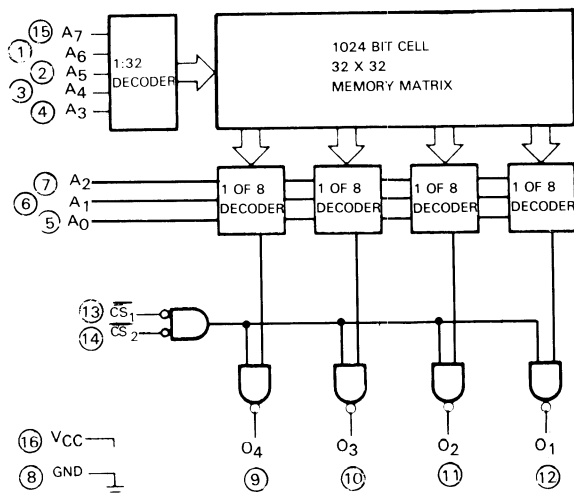 15 A7
1 A6
2 A5
3 A4
4 A3
1:32
DECODER
1024 BIT CELL
32 X 32
MEMORY MATRIX
7 A2
6 A1
5 A0
1 OF 8
DECODER
1 OF 8
DECODER
1 OF 8
DECODER
1 OF 8
DECODER
13 C̅S̅1
14 C̅S̅2
16 VCC
8 GND
O4
O3
O2
O1
9
10
11
12